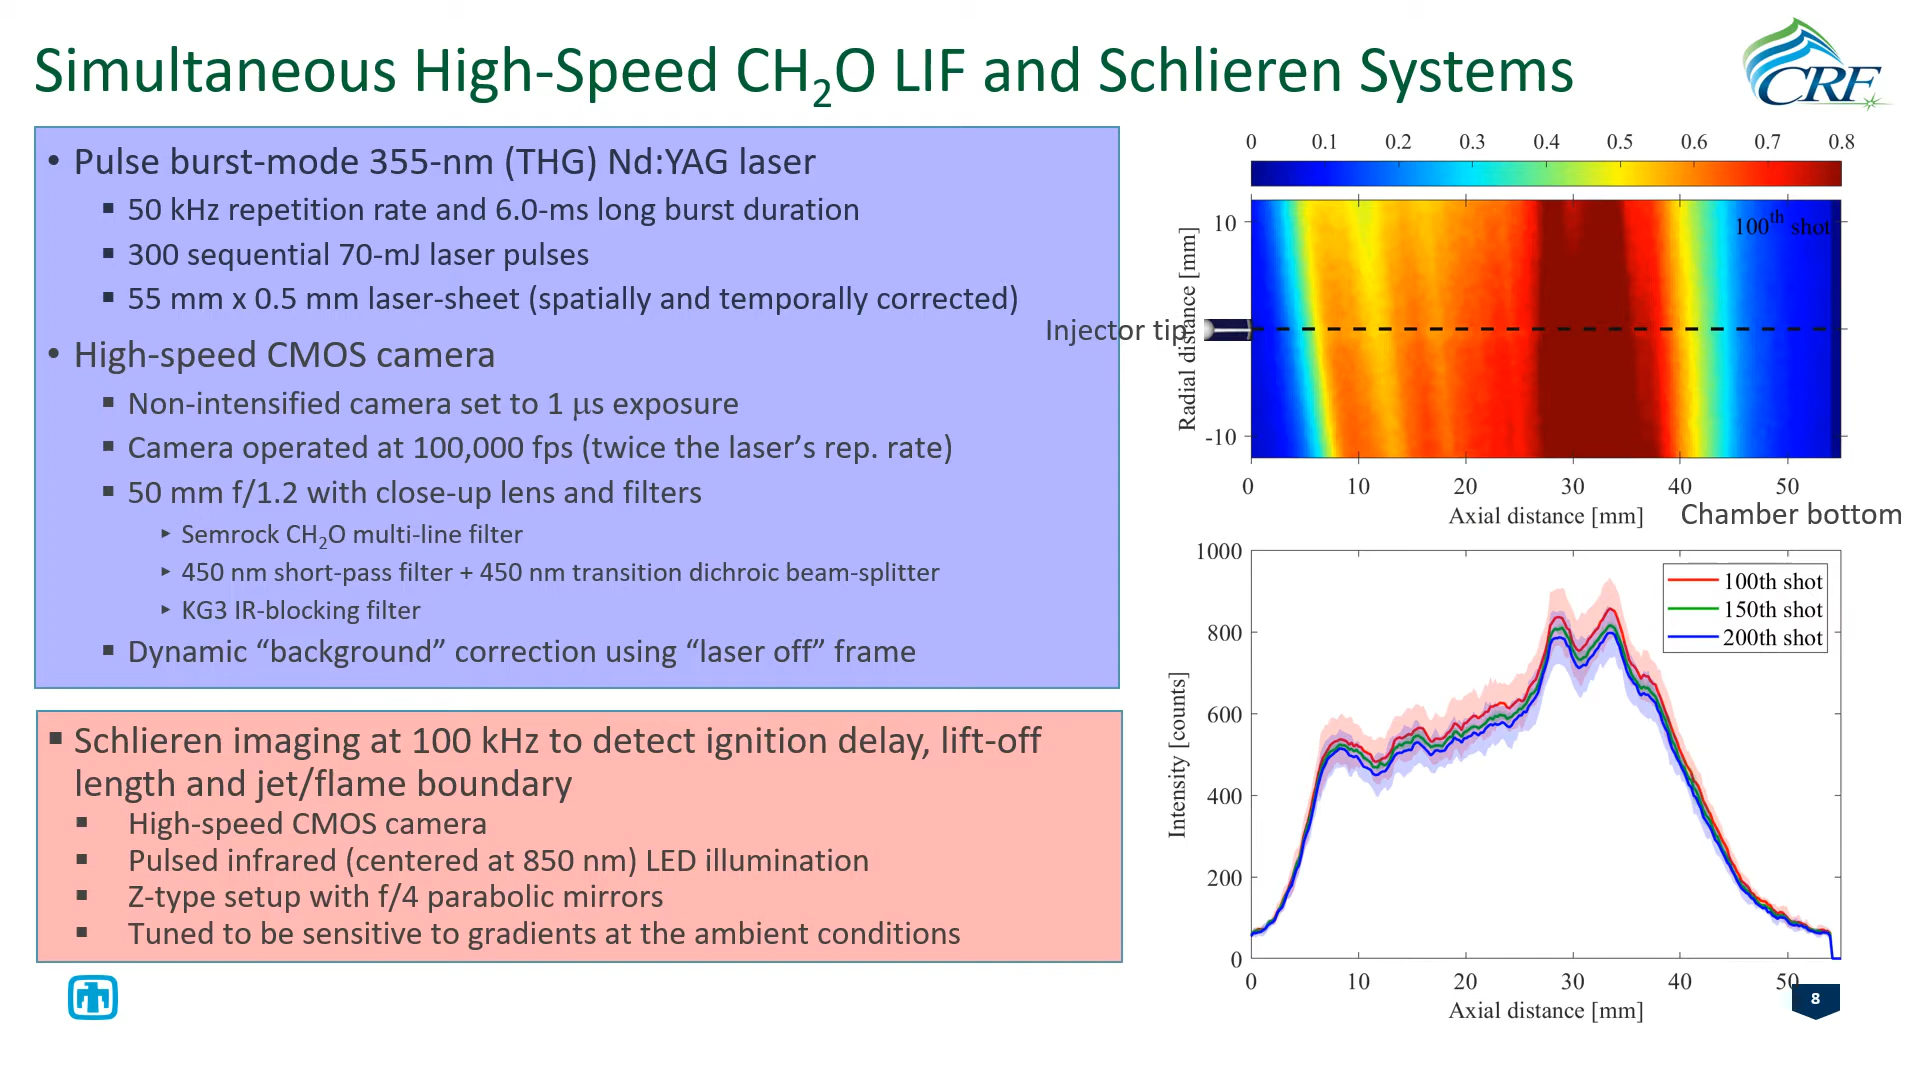 Simultaneous High-Speed CH₂O LIF and Schlieren Systems
CRF
• Pulse burst-mode 355-nm (THG) Nd:YAG laser
▪ 50 kHz repetition rate and 6.0-ms long burst duration
▪ 300 sequential 70-mJ laser pulses
▪ 55 mm x 0.5 mm laser-sheet (spatially and temporally corrected)
• High-speed CMOS camera
▪ Non-intensified camera set to 1 μs exposure
▪ Camera operated at 100,000 fps (twice the laser’s rep. rate)
▪ 50 mm f/1.2 with close-up lens and filters
▸ Semrock CH₂O multi-line filter
▸ 450 nm short-pass filter + 450 nm transition dichroic beam-splitter
▸ KG3 IR-blocking filter
▪ Dynamic “background” correction using “laser off” frame
▪ Schlieren imaging at 100 kHz to detect ignition delay, lift-off
length and jet/flame boundary
▪ High-speed CMOS camera
▪ Pulsed infrared (centered at 850 nm) LED illumination
▪ Z-type setup with f/4 parabolic mirrors
▪ Tuned to be sensitive to gradients at the ambient conditions
0 0.1 0.2 0.3 0.4 0.5 0.6 0.7 0.8
100th shot
10
-10
Radial distance [mm]
Injector tip
0 10 20 30 40 50
Axial distance [mm]
Chamber bottom
1000
800
600
400
200
0
Intensity [counts]
100th shot
150th shot
200th shot
0 10 20 30 40 50
Axial distance [mm]
8